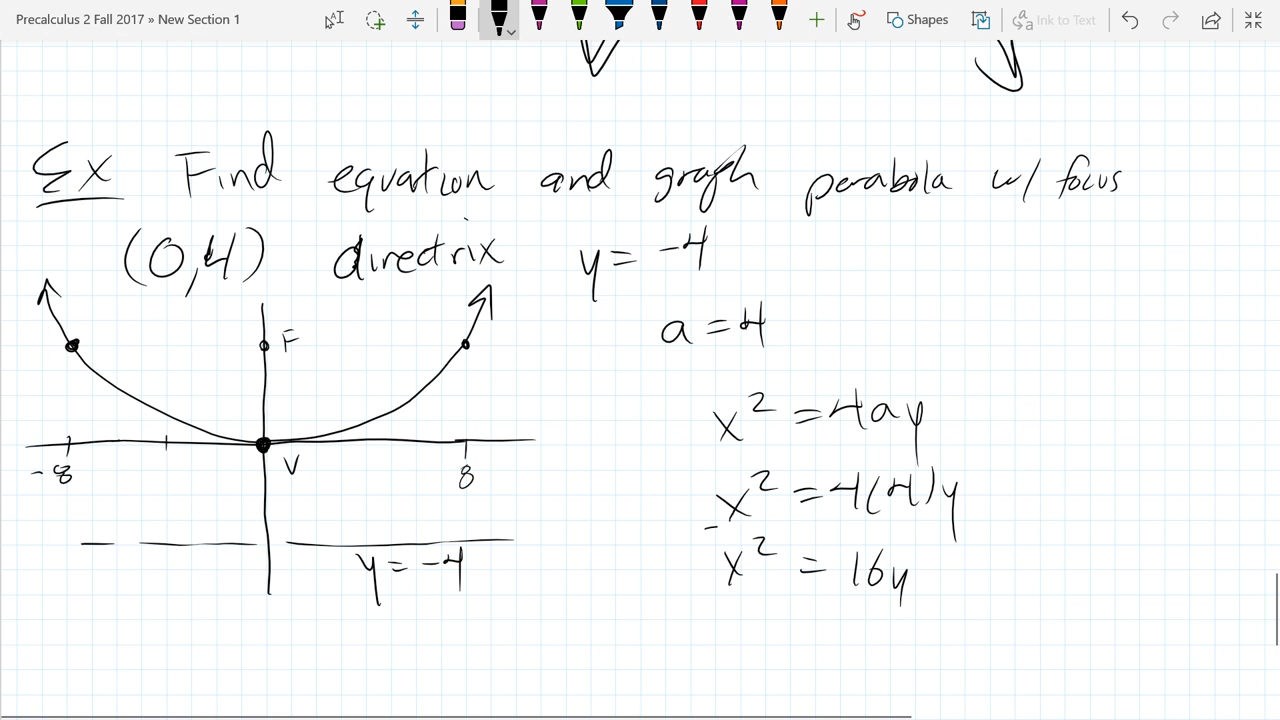 Precalculus 2 Fall 2017 » New Section 1
Shapes
Ink to Text
Ex Find equation and graph parabola w/ focus
(0,4) directrix y = -4
a = 4
F
x² = 4ay
-8
V
8
x² = 4(4)y
y = -4
x² = 16y